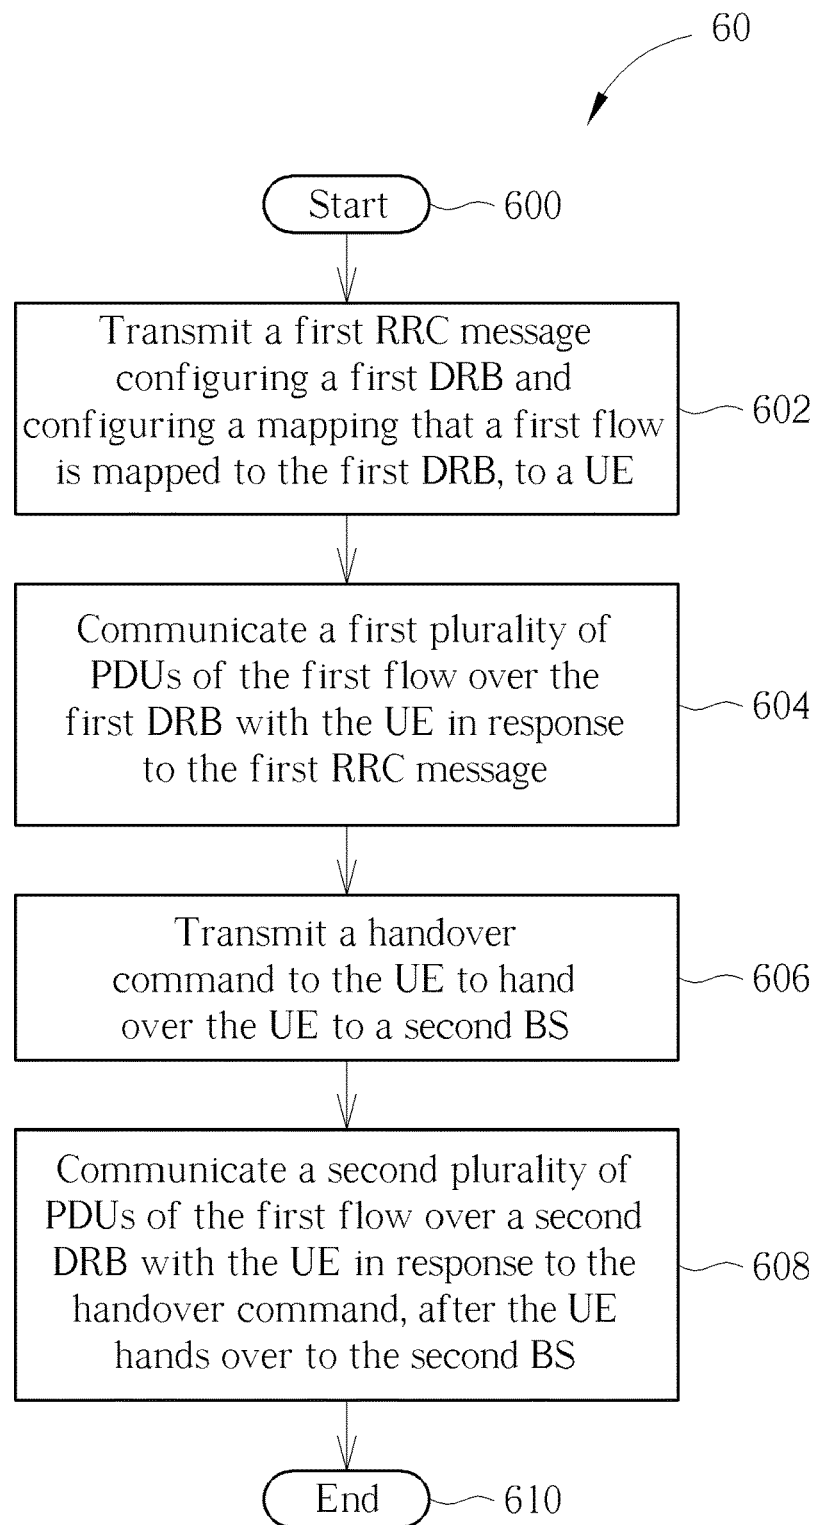 60
Start
600
Transmit a first RRC message
configuring a first DRB and
configuring a mapping that a first flow
is mapped to the first DRB, to a UE
602
Communicate a first plurality of
PDUs of the first flow over the
first DRB with the UE in response
to the first RRC message
604
Transmit a handover
command to the UE to hand
over the UE to a second BS
606
Communicate a second plurality of
PDUs of the first flow over a second
DRB with the UE in response to the
handover command, after the UE
hands over to the second BS
608
End
610